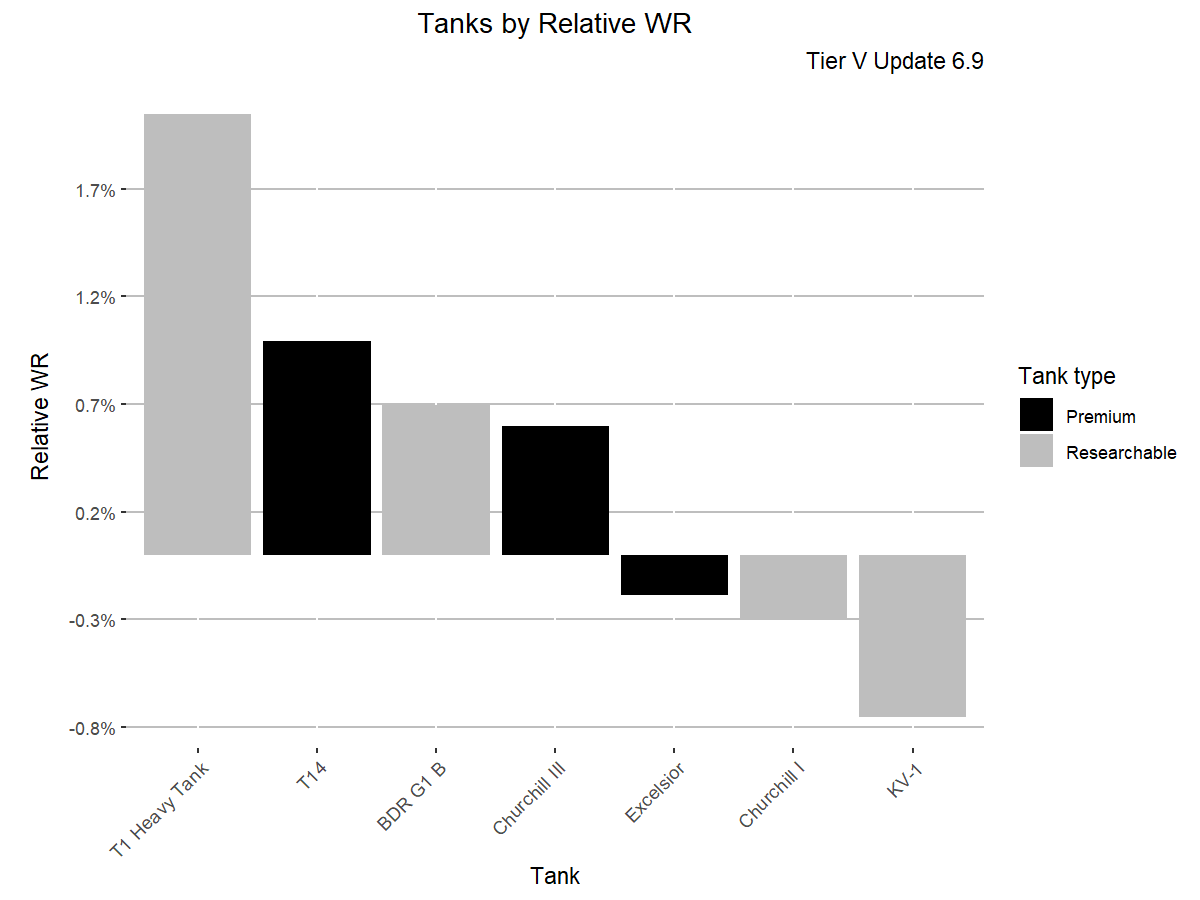 Tanks by Relative WR
Tier V Update 6.9
Relative WR
1.7%
1.2%
0.7%
0.2%
-0.3%
-0.8%
T1 Heavy Tank
T14
BDR G1 B
Churchill III
Excelsior
Churchill I
KV-1
Tank
Tank type
Premium
Researchable